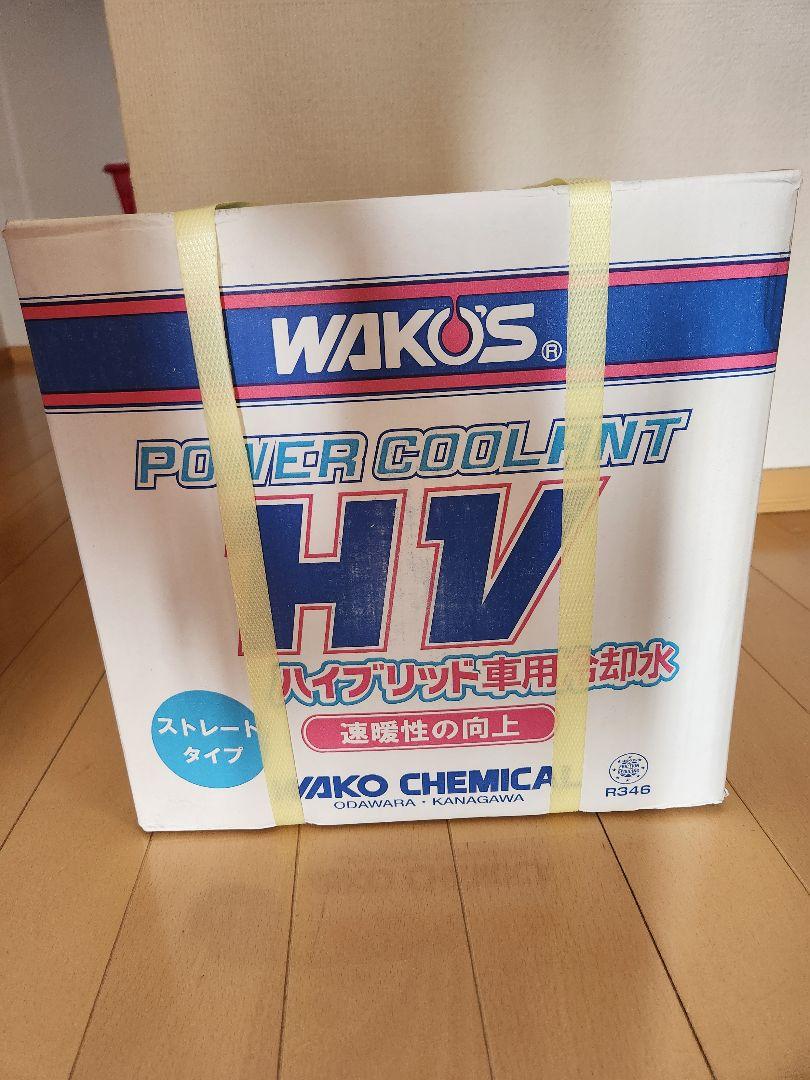 WAKO'S®
POWER COOLANT
HV
ハイブリッド車用冷却水
速暖性の向上
ストレート
タイプ
WAKO CHEMICAL
ODAWARA・KANAGAWA
R346